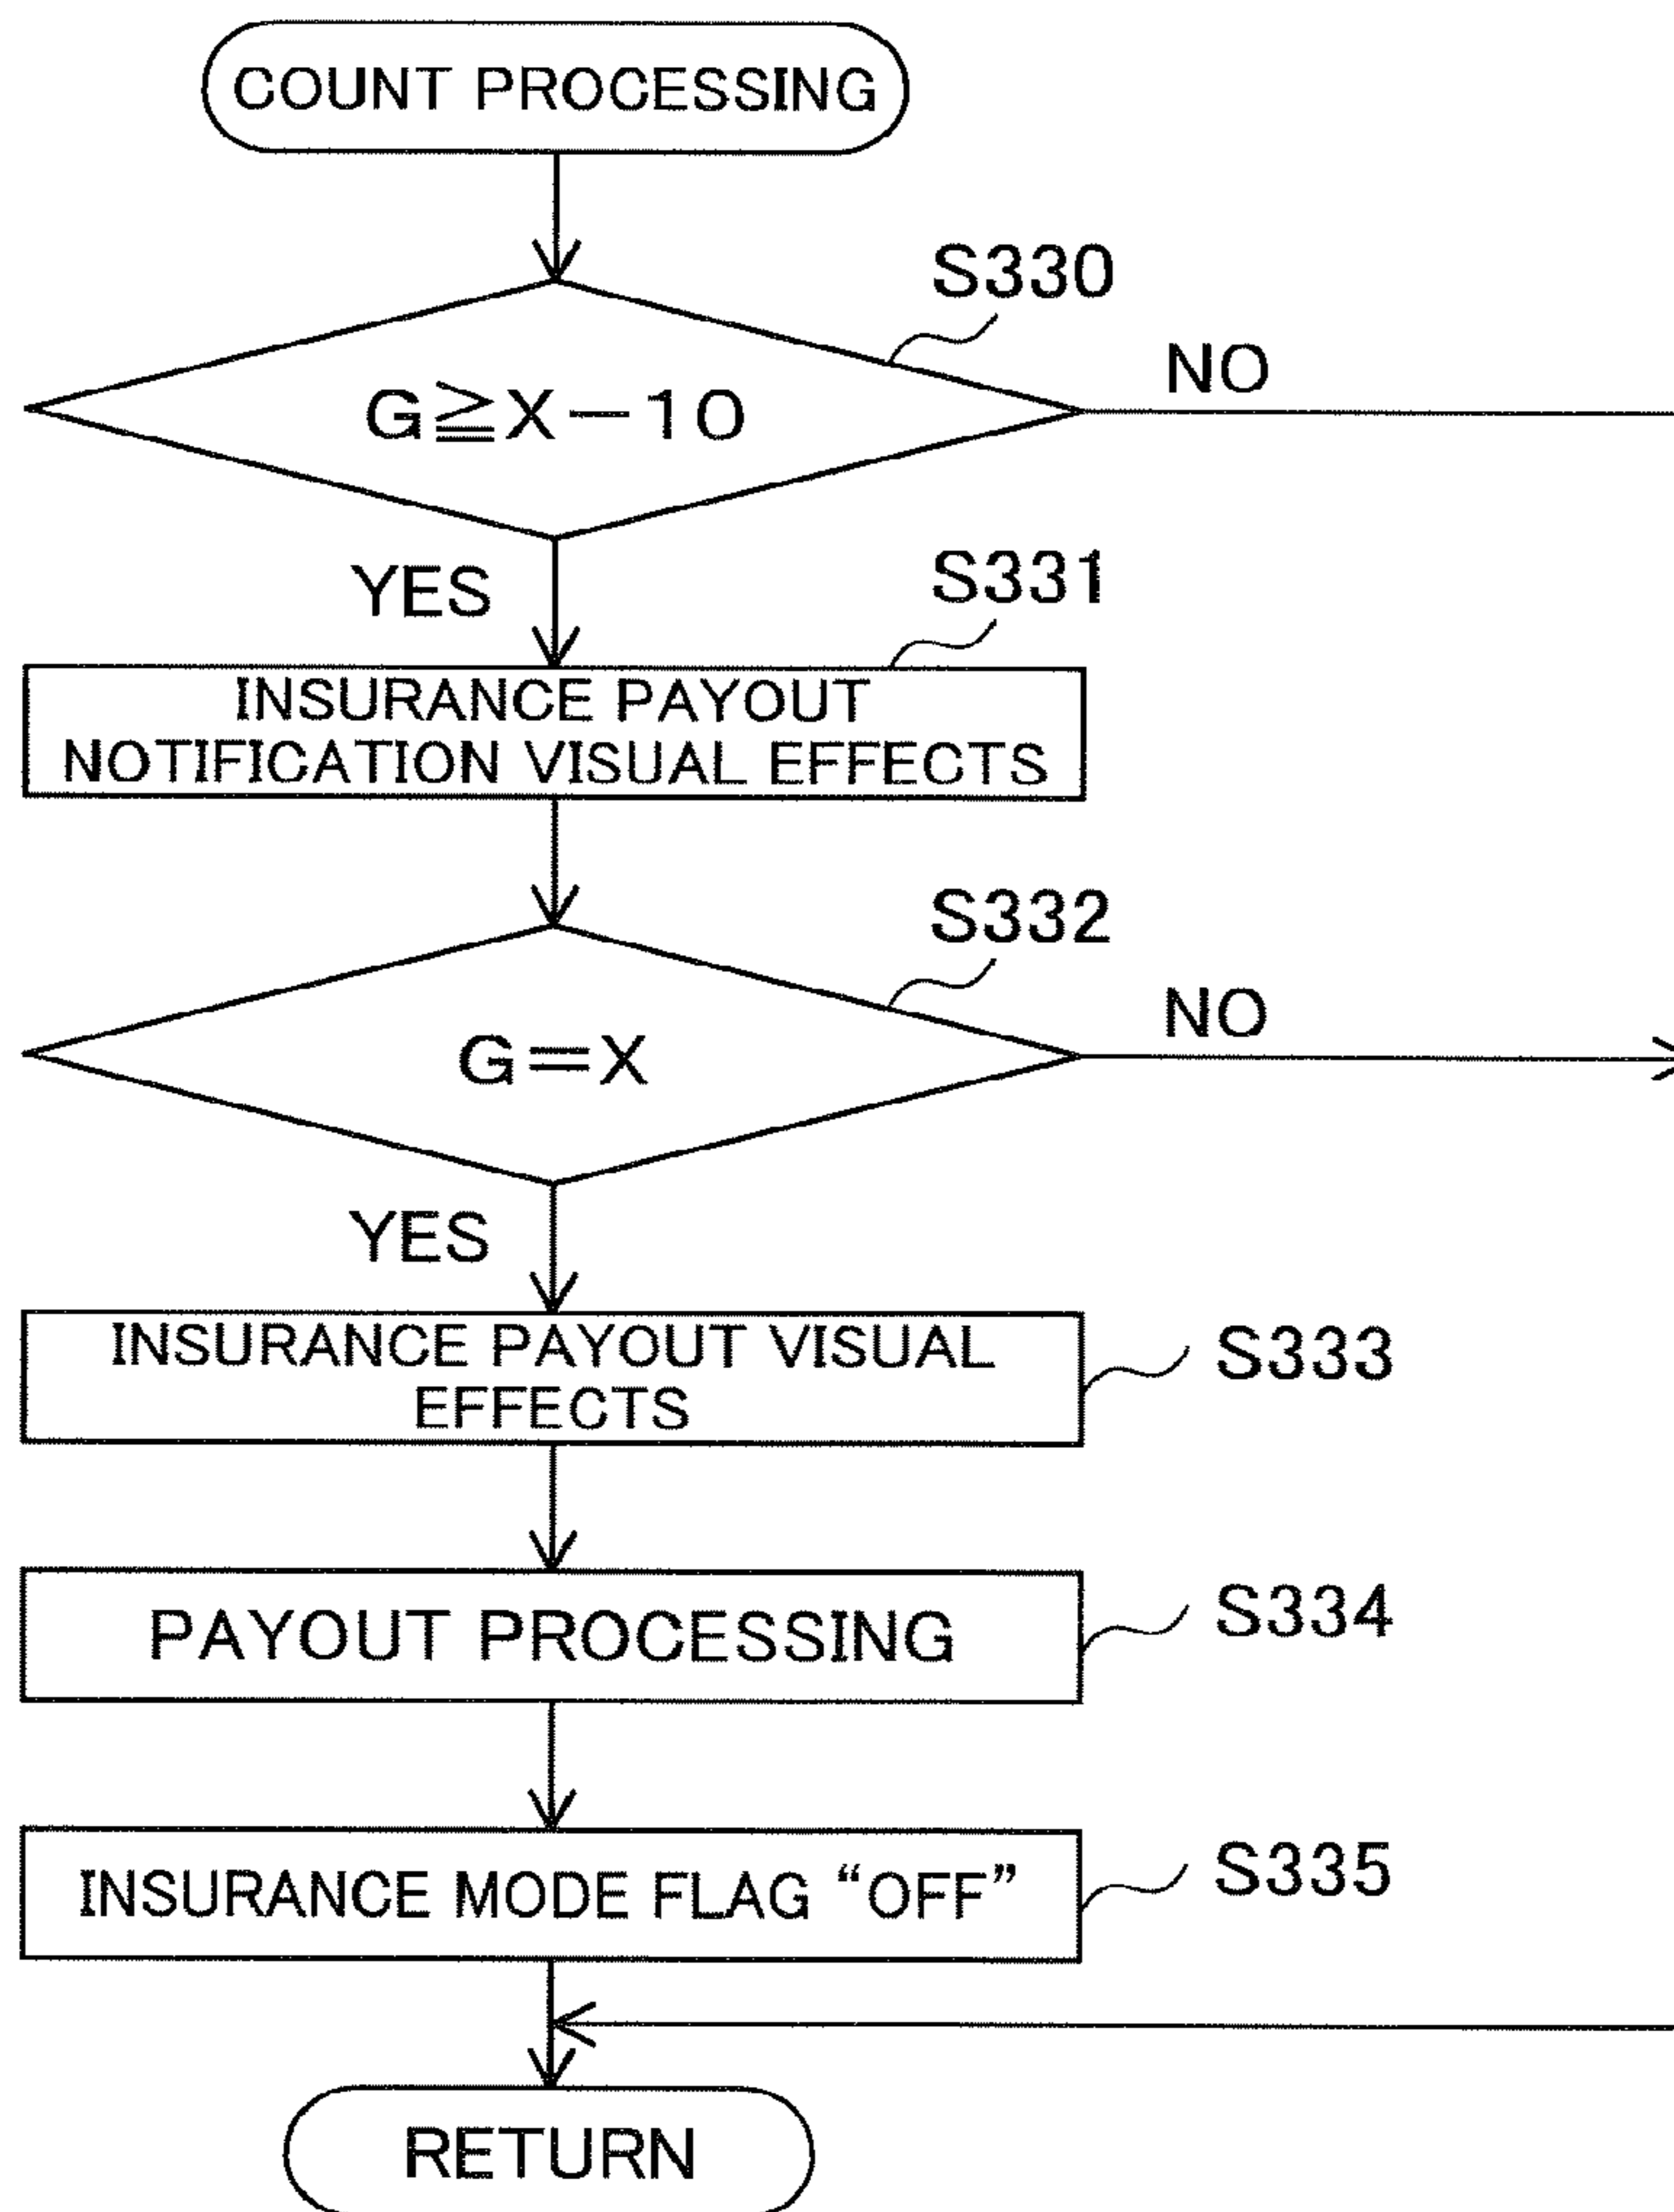 COUNT PROCESSING
S330
G≧X−10
NO
YES
S331
INSURANCE PAYOUT
NOTIFICATION VISUAL EFFECTS
S332
G=X
NO
YES
INSURANCE PAYOUT VISUAL
EFFECTS
S333
PAYOUT PROCESSING
S334
INSURANCE MODE FLAG “OFF”
S335
RETURN